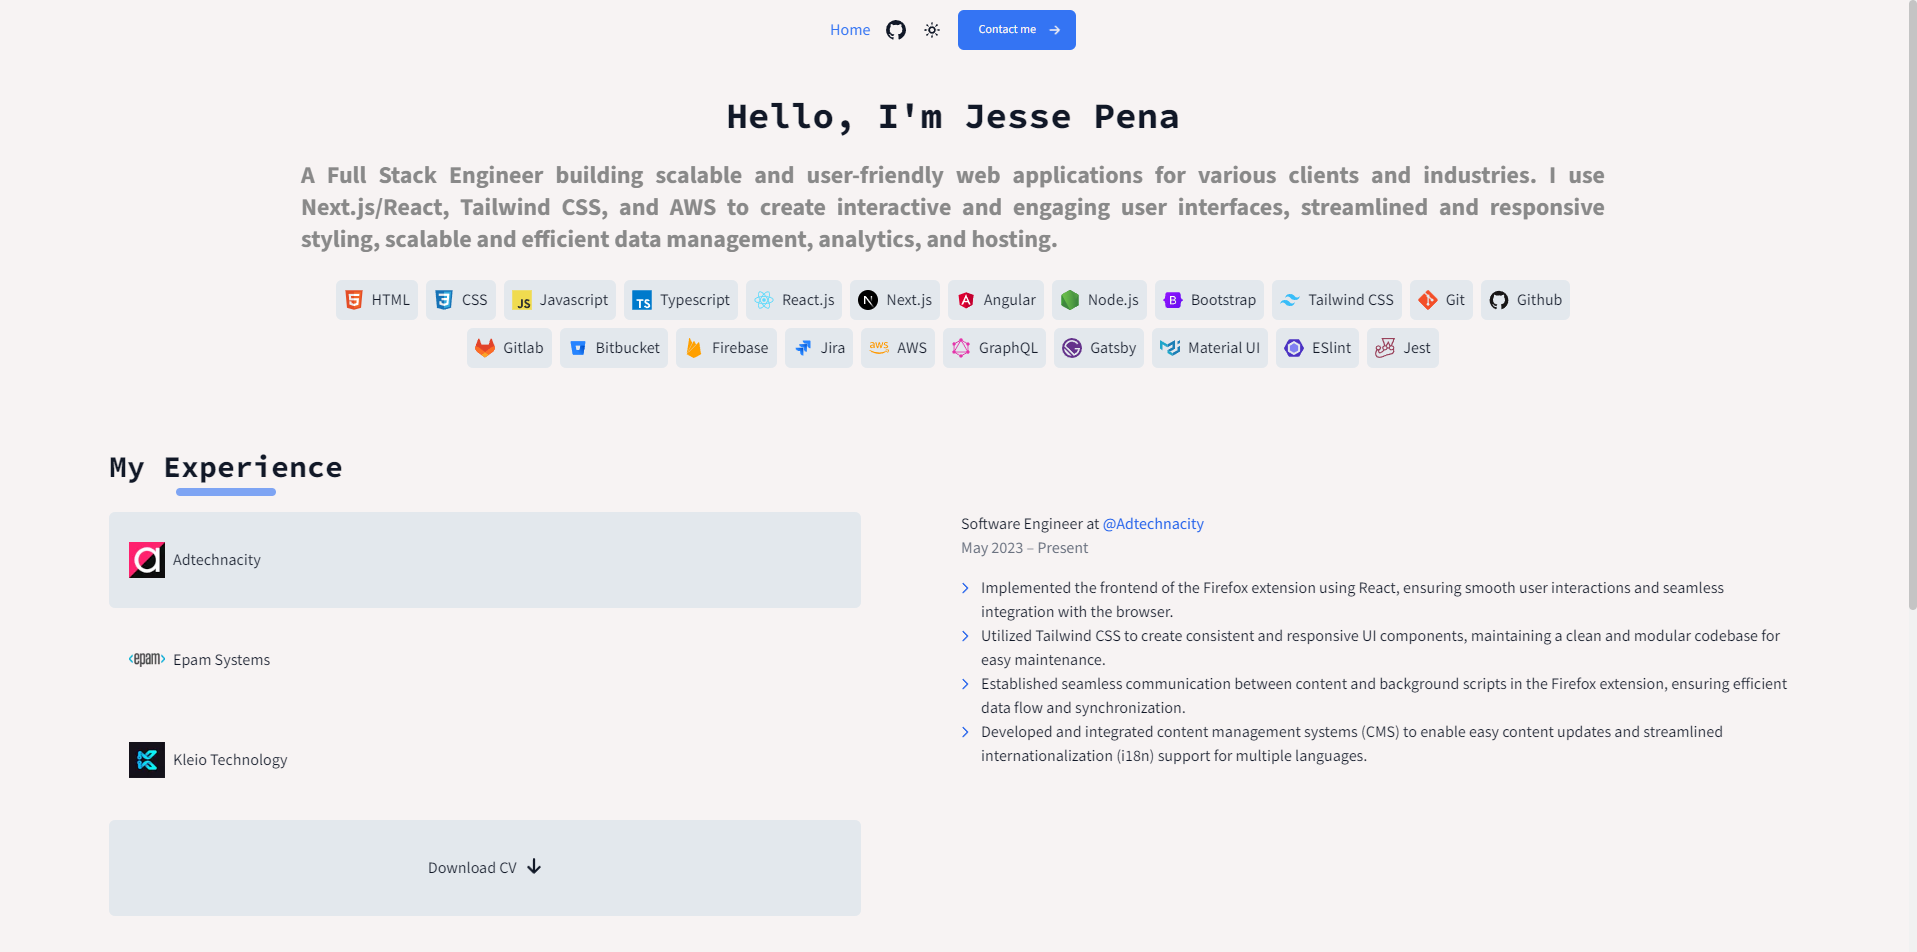 Home Contact me
Hello, I'm Jesse Pena
A Full Stack Engineer building scalable and user-friendly web applications for various clients and industries. I use
Next.js/React, Tailwind CSS, and AWS to create interactive and engaging user interfaces, streamlined and responsive
styling, scalable and efficient data management, analytics, and hosting.
HTML CSS JS Javascript TS Typescript React.js N Next.js A Angular Node.js B Bootstrap Tailwind CSS Git Github
Gitlab Bitbucket Firebase Jira aws AWS GraphQL Gatsby Material UI ESlint Jest
My Experience
a Adtechnacity
<epam> Epam Systems
Kleio Technology
Download CV
Software Engineer at @Adtechnacity
May 2023 – Present
Implemented the frontend of the Firefox extension using React, ensuring smooth user interactions and seamless
integration with the browser.
Utilized Tailwind CSS to create consistent and responsive UI components, maintaining a clean and modular codebase for
easy maintenance.
Established seamless communication between content and background scripts in the Firefox extension, ensuring efficient
data flow and synchronization.
Developed and integrated content management systems (CMS) to enable easy content updates and streamlined
internationalization (i18n) support for multiple languages.